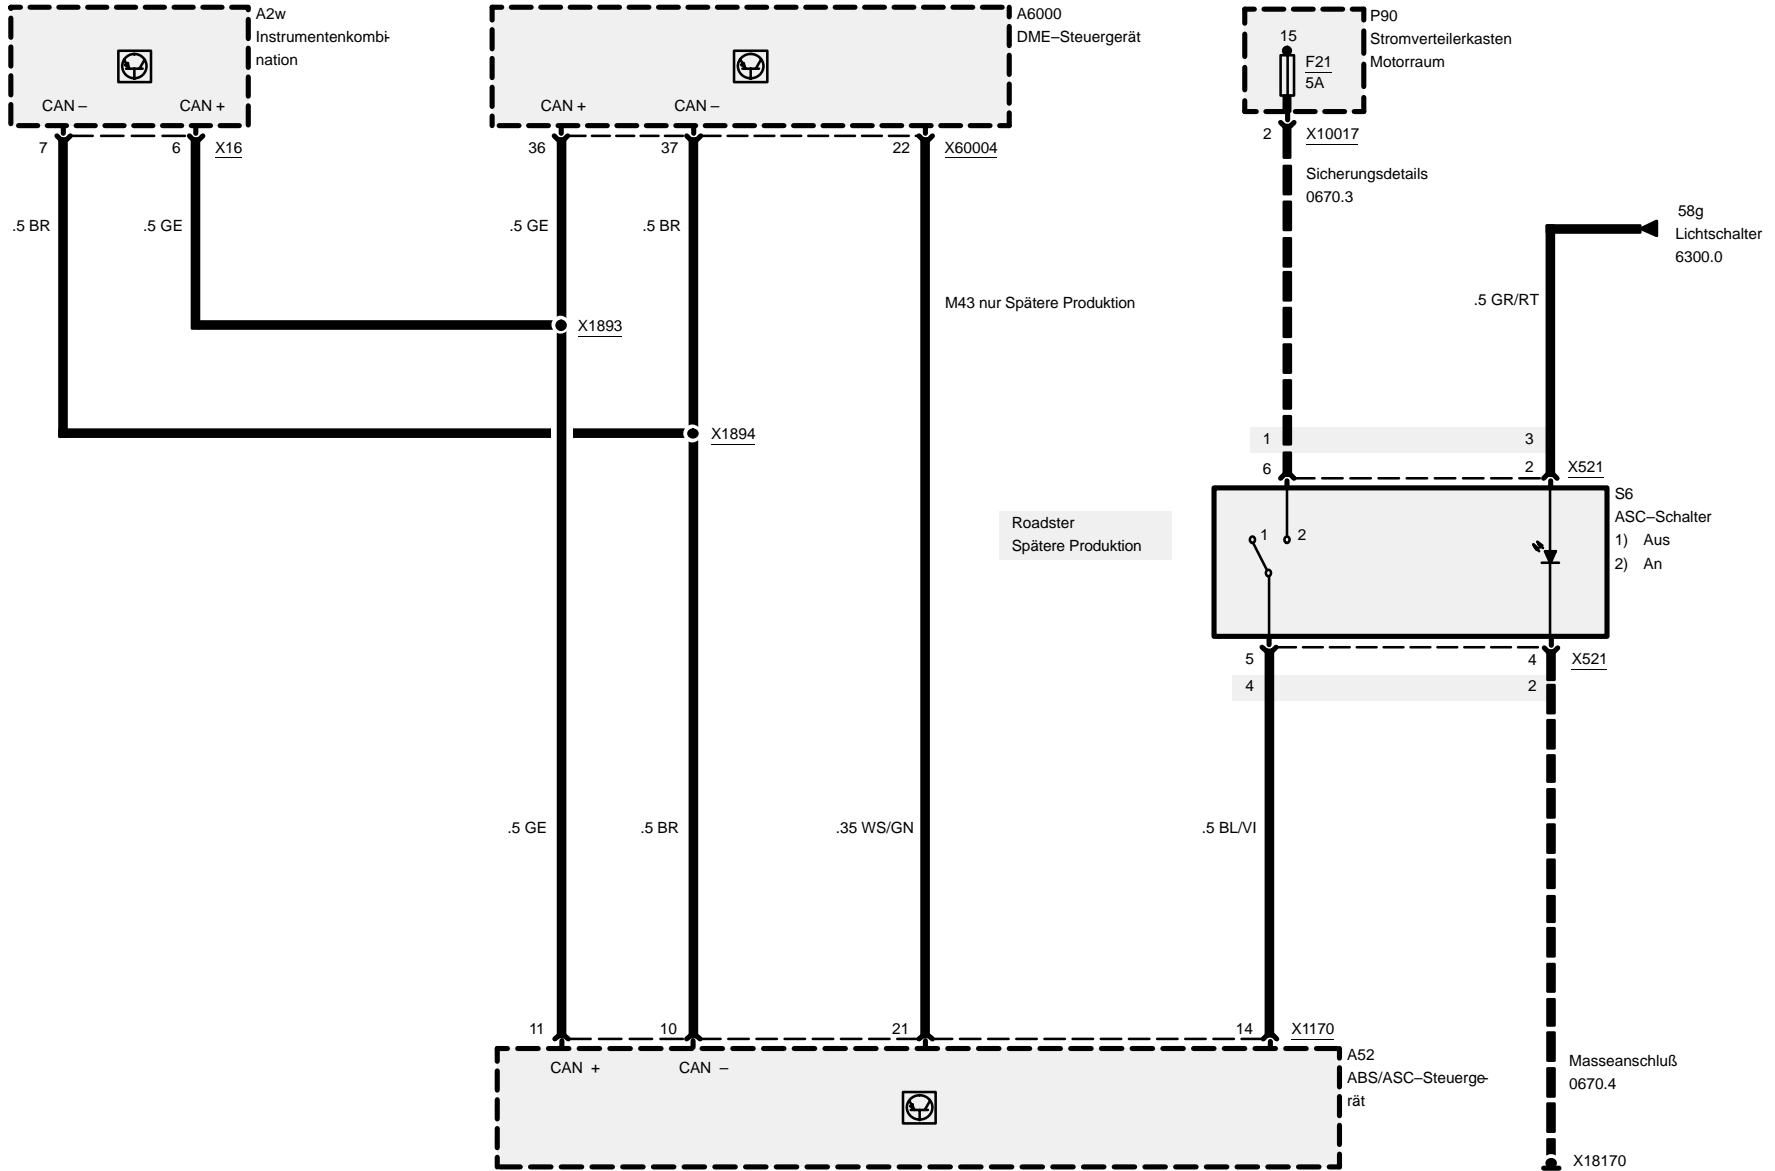 A2w
Instrumentenkombi-
nation
CAN –
CAN +
7
6
X16
A6000
DME–Steuergerät
CAN +
CAN –
36
37
22
X60004
P90
Stromverteilerkasten
Motorraum
15
F21
5A
2
X10017
Sicherungsdetails
0670.3
58g
Lichtschalter
6300.0
.5 BR
.5 GE
.5 GE
.5 BR
M43 nur Spätere Produktion
.5 GR/RT
X1893
X1894
1
3
6
2
X521
S6
ASC–Schalter
1) Aus
2) An
1
2
Roadster
Spätere Produktion
5
4
X521
4
2
.5 GE
.5 BR
.35 WS/GN
.5 BL/VI
11
10
21
14
X1170
CAN +
CAN –
A52
ABS/ASC–Steuerge-
rät
Masseanschluß
0670.4
X18170